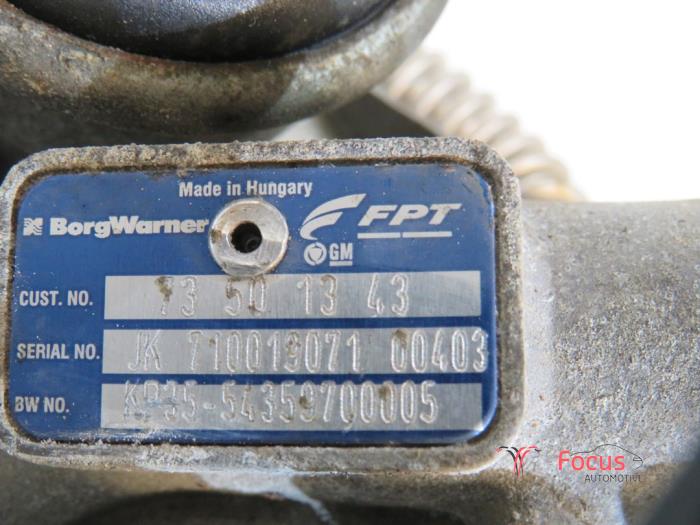 Made in Hungary
BorgWarner FPT
GM
CUST. NO. 73 50 13 43
SERIAL NO. JK 710019071 00403
BW NO. KP35-54359700005
Focus
AUTOMOTIVE